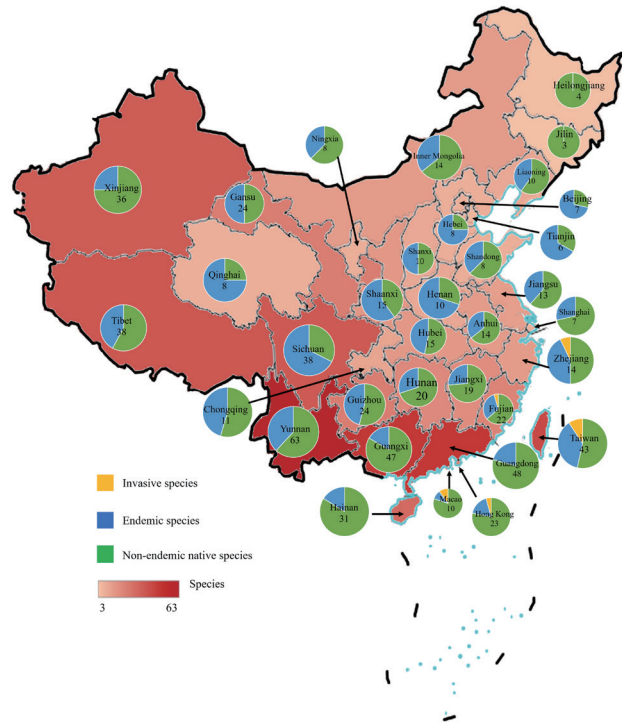 Heilongjiang
4
Jilin
3
Ningxia
8
Inner Mongolia
14
Liaoning
10
Xinjiang
36
Gansu
24
Beijing
7
Hebei
8
Tianjin
6
Shanxi
10
Shandong
8
Qinghai
8
Shaanxi
15
Henan
10
Jiangsu
13
Shanghai
7
Tibet
38
Hubei
15
Anhui
14
Sichuan
38
Zhejiang
14
Chongqing
11
Guizhou
24
Hunan
20
Jiangxi
19
Fujian
22
Yunnan
63
Guangxi
47
Taiwan
43
Guangdong
48
Hainan
31
Macao
10
Hong Kong
23
Invasive species
Endemic species
Non-endemic native species
Species
3 63